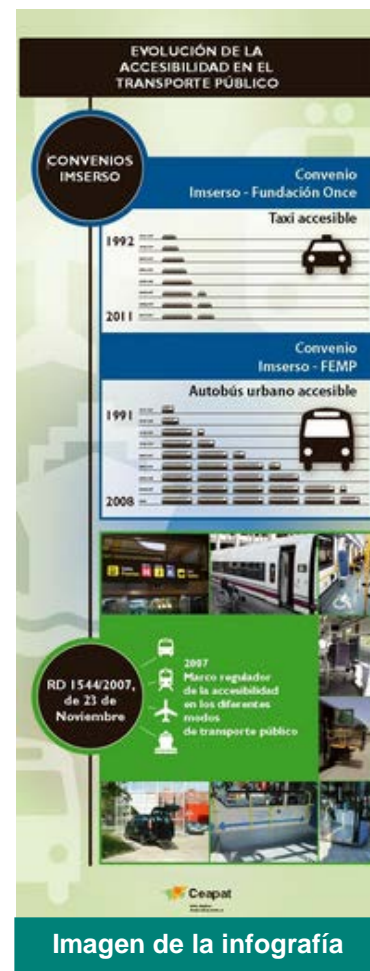 EVOLUCIÓN DE LA
ACCESIBILIDAD EN EL
TRANSPORTE PÚBLICO
CONVENIOS
IMSERSO
Convenio
Imserso - Fundación Once
Taxi accesible
1992
2011
Convenio
Imserso - FEMP
Autobús urbano accesible
1991
2008
RD 1544/2007,
de 23 de
Noviembre
2007
Marco regulador
de la accesibilidad
en los diferentes
modos
de transporte público
Ceapat
Imagen de la infografía